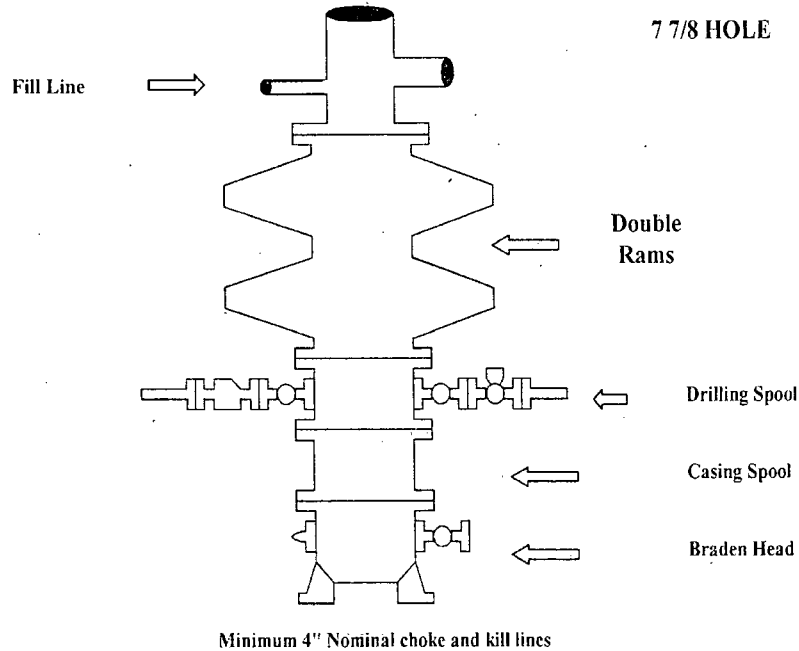 7 7/8 HOLE
Fill Line
Double
Rams
Drilling Spool
Casing Spool
Braden Head
Minimum 4" Nominal choke and kill lines